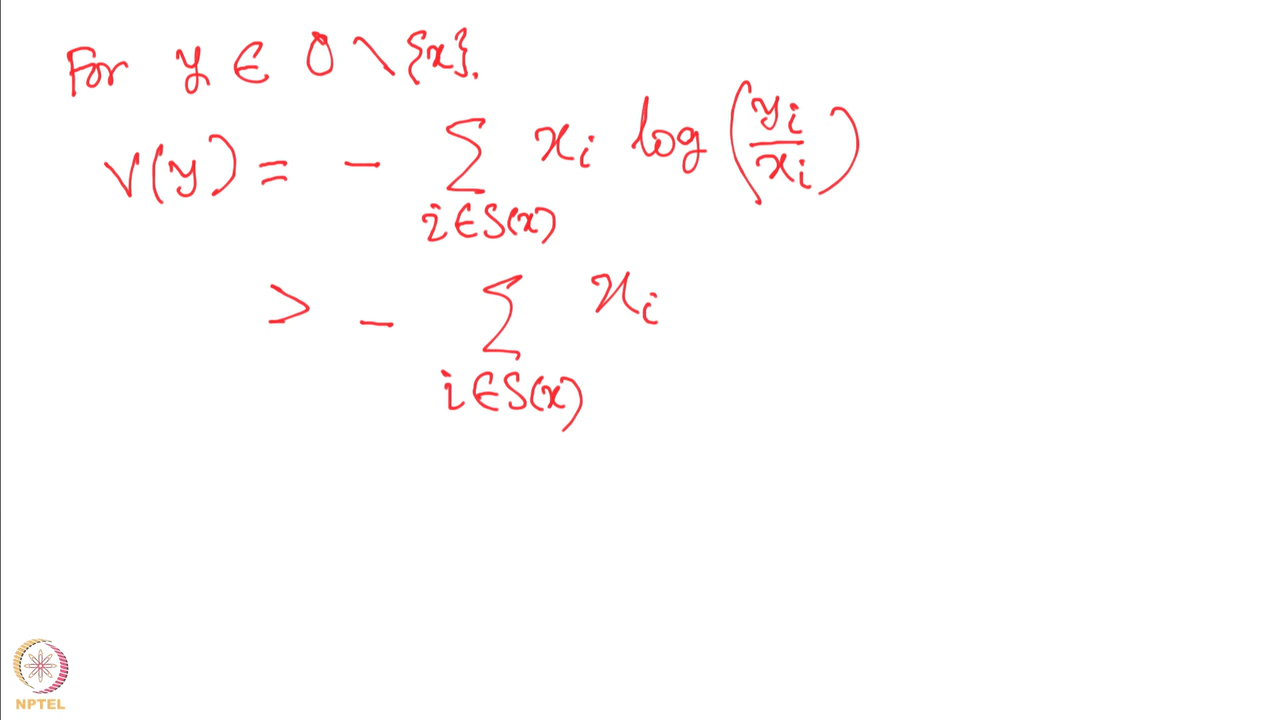 For y ∈ O \ {x}.
V(y) = - ∑_{i∈S(x)} x_i log(y_i/x_i)
> - ∑_{i∈S(x)} x_i
NPTEL